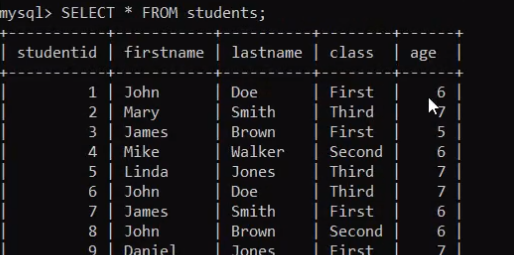 mysql> SELECT * FROM students;
+-----------+-----------+----------+--------+------+
| studentid | firstname | lastname | class | age |
+-----------+-----------+----------+--------+------+
| 1 | John | Doe | First | 6 |
| 2 | Mary | Smith | Third | 7 |
| 3 | James | Brown | First | 5 |
| 4 | Mike | Walker | Second | 6 |
| 5 | Linda | Jones | Third | 7 |
| 6 | John | Doe | Third | 7 |
| 7 | James | Smith | First | 6 |
| 8 | John | Brown | Second | 6 |
| 9 | Daniel | Jones | First | 7 |